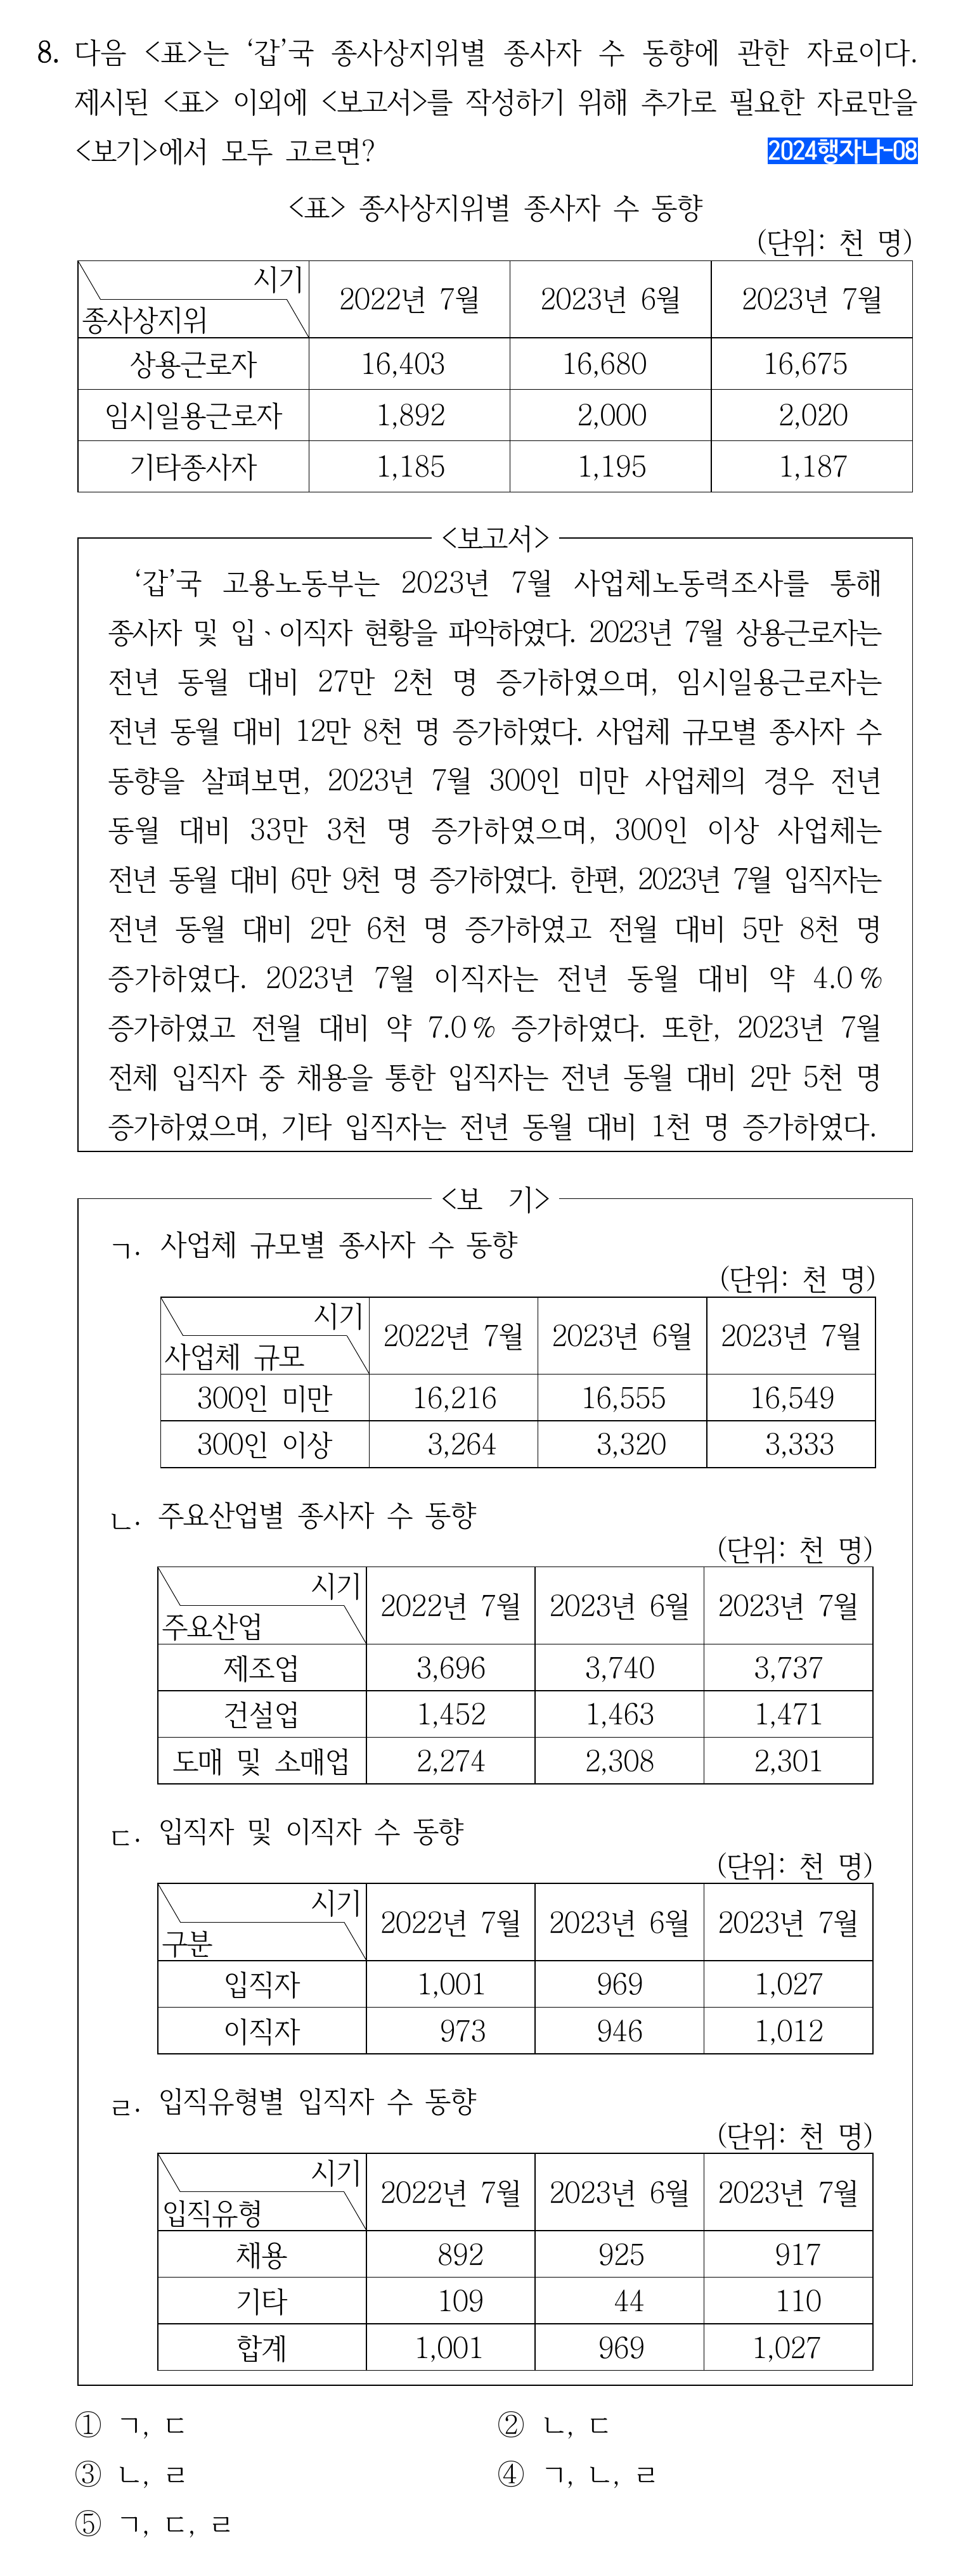 8. 다음 <표>는 ‘갑’국 종사상지위별 종사자 수 동향에 관한 자료이다.
제시된 <표> 이외에 <보고서>를 작성하기 위해 추가로 필요한 자료만을
<보기>에서 모두 고르면? 2024행자나-08
<표> 종사상지위별 종사자 수 동향
(단위: 천 명)
시기
종사상지위 2022년 7월 2023년 6월 2023년 7월
상용근로자 16,403 16,680 16,675
임시일용근로자 1,892 2,000 2,020
기타종사자 1,185 1,195 1,187
<보고서>
‘갑’국 고용노동부는 2023년 7월 사업체노동력조사를 통해
종사자 및 입ㆍ이직자 현황을 파악하였다. 2023년 7월 상용근로자는
전년 동월 대비 27만 2천 명 증가하였으며, 임시일용근로자는
전년 동월 대비 12만 8천 명 증가하였다. 사업체 규모별 종사자 수
동향을 살펴보면, 2023년 7월 300인 미만 사업체의 경우 전년
동월 대비 33만 3천 명 증가하였으며, 300인 이상 사업체는
전년 동월 대비 6만 9천 명 증가하였다. 한편, 2023년 7월 입직자는
전년 동월 대비 2만 6천 명 증가하였고 전월 대비 5만 8천 명
증가하였다. 2023년 7월 이직자는 전년 동월 대비 약 4.0 %
증가하였고 전월 대비 약 7.0 % 증가하였다. 또한, 2023년 7월
전체 입직자 중 채용을 통한 입직자는 전년 동월 대비 2만 5천 명
증가하였으며, 기타 입직자는 전년 동월 대비 1천 명 증가하였다.
<보 기>
ㄱ. 사업체 규모별 종사자 수 동향
(단위: 천 명)
시기
사업체 규모 2022년 7월 2023년 6월 2023년 7월
300인 미만 16,216 16,555 16,549
300인 이상 3,264 3,320 3,333
ㄴ. 주요산업별 종사자 수 동향
(단위: 천 명)
시기
주요산업 2022년 7월 2023년 6월 2023년 7월
제조업 3,696 3,740 3,737
건설업 1,452 1,463 1,471
도매 및 소매업 2,274 2,308 2,301
ㄷ. 입직자 및 이직자 수 동향
(단위: 천 명)
시기
구분 2022년 7월 2023년 6월 2023년 7월
입직자 1,001 969 1,027
이직자 973 946 1,012
ㄹ. 입직유형별 입직자 수 동향
(단위: 천 명)
시기
입직유형 2022년 7월 2023년 6월 2023년 7월
채용 892 925 917
기타 109 44 110
합계 1,001 969 1,027
① ㄱ, ㄷ ② ㄴ, ㄷ
③ ㄴ, ㄹ ④ ㄱ, ㄴ, ㄹ
⑤ ㄱ, ㄷ, ㄹ